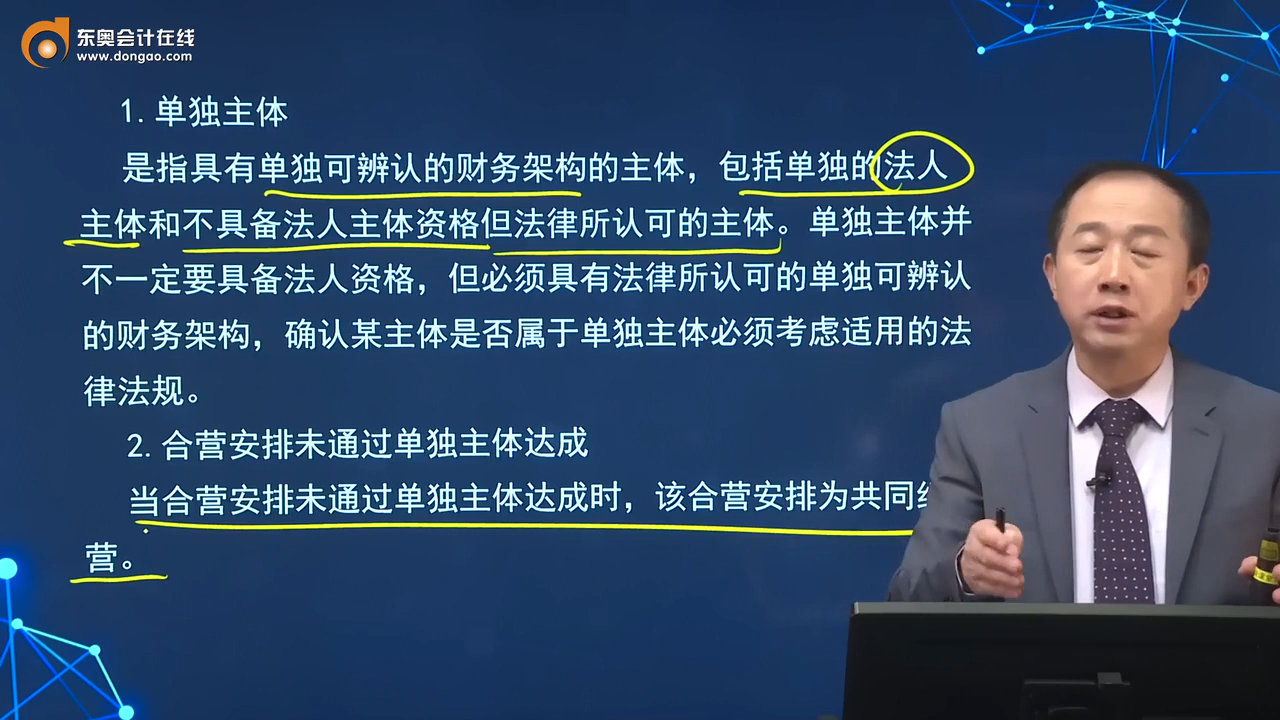 东奥会计在线
www.dongao.com
1.单独主体
是指具有单独可辨认的财务架构的主体，包括单独的法人
主体和不具备法人主体资格但法律所认可的主体。单独主体并
不一定要具备法人资格，但必须具有法律所认可的单独可辨认
的财务架构，确认某主体是否属于单独主体必须考虑适用的法
律法规。
2.合营安排未通过单独主体达成
当合营安排未通过单独主体达成时，该合营安排为共同
营。